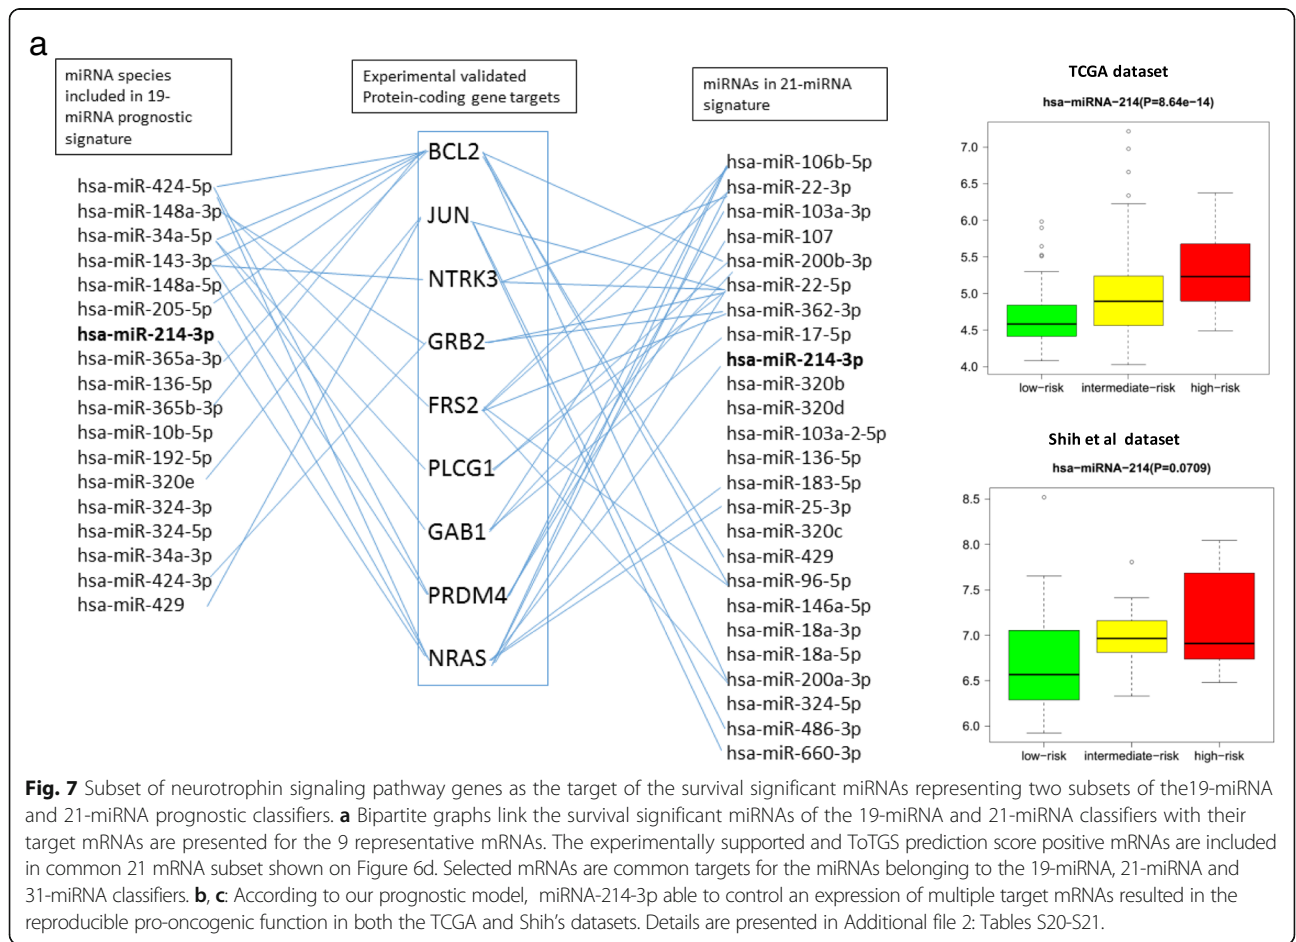 a
miRNA species
included in 19-
miRNA prognostic
signature
hsa-miR-424-5p
hsa-miR-148a-3p
hsa-miR-34a-5p
hsa-miR-143-3p
hsa-miR-148a-5p
hsa-miR-205-5p
hsa-miR-214-3p
hsa-miR-365a-3p
hsa-miR-136-5p
hsa-miR-365b-3p
hsa-miR-10b-5p
hsa-miR-192-5p
hsa-miR-320e
hsa-miR-324-3p
hsa-miR-324-5p
hsa-miR-34a-3p
hsa-miR-424-3p
hsa-miR-429
Experimental validated
Protein-coding gene targets
BCL2
JUN
NTRK3
GRB2
FRS2
PLCG1
GAB1
PRDM4
NRAS
miRNAs in 21-miRNA
signature
hsa-miR-106b-5p
hsa-miR-22-3p
hsa-miR-103a-3p
hsa-miR-107
hsa-miR-200b-3p
hsa-miR-22-5p
hsa-miR-362-3p
hsa-miR-17-5p
hsa-miR-214-3p
hsa-miR-320b
hsa-miR-320d
hsa-miR-103a-2-5p
hsa-miR-136-5p
hsa-miR-183-5p
hsa-miR-25-3p
hsa-miR-320c
hsa-miR-429
hsa-miR-96-5p
hsa-miR-146a-5p
hsa-miR-18a-3p
hsa-miR-18a-5p
hsa-miR-200a-3p
hsa-miR-324-5p
hsa-miR-486-3p
hsa-miR-660-3p
TCGA dataset
hsa−miRNA−214(P=8.64e−14)
7.0
6.5
6.0
5.5
5.0
4.5
4.0
low−risk intermediate−risk high−risk
Shih et al dataset
hsa−miRNA−214(P=0.0709)
8.5
8.0
7.5
7.0
6.5
6.0
low−risk intermediate−risk high−risk
Fig. 7 Subset of neurotrophin signaling pathway genes as the target of the survival significant miRNAs representing two subsets of the19-miRNA
and 21-miRNA prognostic classifiers. a Bipartite graphs link the survival significant miRNAs of the 19-miRNA and 21-miRNA classifiers with their
target mRNAs are presented for the 9 representative mRNAs. The experimentally supported and ToTGS prediction score positive mRNAs are included
in common 21 mRNA subset shown on Figure 6d. Selected mRNAs are common targets for the miRNAs belonging to the 19-miRNA, 21-miRNA and
31-miRNA classifiers. b, c: According to our prognostic model, miRNA-214-3p able to control an expression of multiple target mRNAs resulted in the
reproducible pro-oncogenic function in both the TCGA and Shih's datasets. Details are presented in Additional file 2: Tables S20-S21.